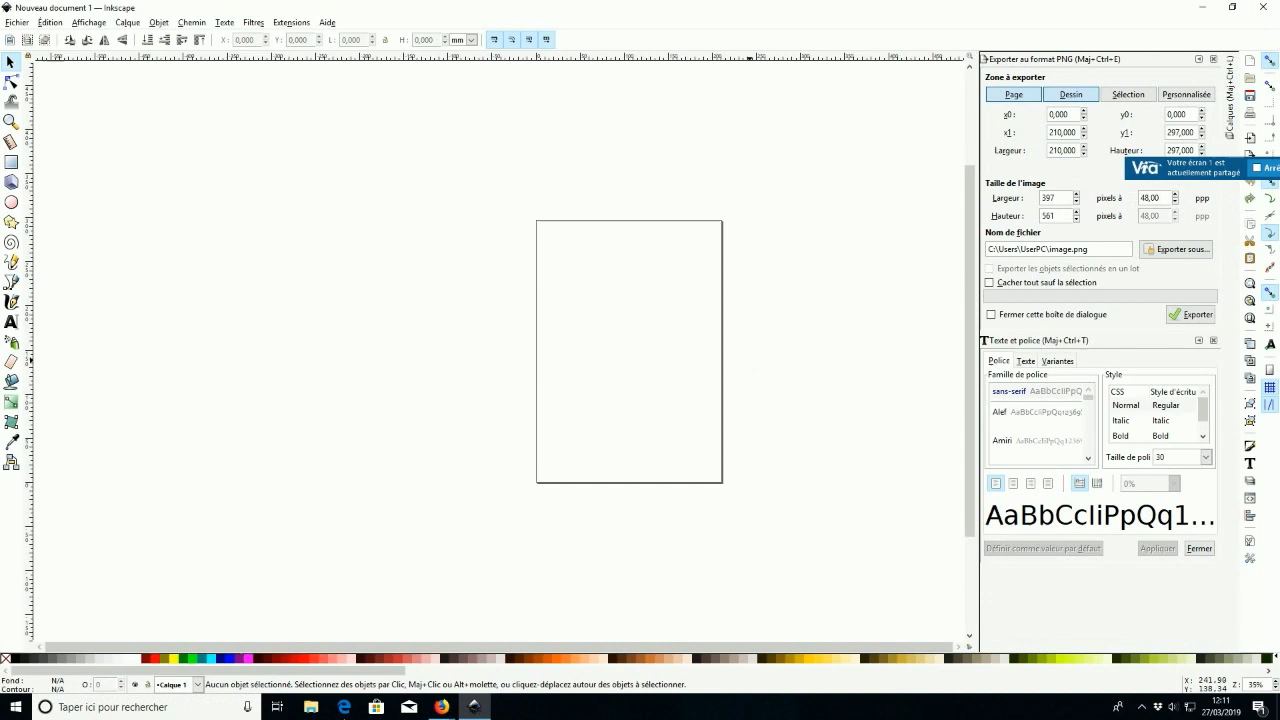 Nouveau document 1 — Inkscape
Fichier Édition Affichage Calque Objet Chemin Texte Filtres Extensions Aide
X: 0,000 Y: 0,000 L: 0,000 H: 0,000 mm
Exporter au format PNG (Maj+Ctrl+E)
Calques (Maj+Ctrl+L)
Zone à exporter
Page Dessin Sélection Personnalisée
x0: 0,000 y0: 0,000
x1: 210,000 y1: 297,000
Largeur: 210,000 Hauteur: 297,000
Vra Votre écran 1 est
actuellement partagé Arrê
Taille de l'image
Largeur: 397 pixels à 48,00 ppp
Hauteur: 561 pixels à 48,00 ppp
Nom de fichier
C:\Users\UserPC\image.png Exporter sous...
Exporter les objets sélectionnés en un lot
Cacher tout sauf la sélection
Fermer cette boîte de dialogue Exporter
Texte et police (Maj+Ctrl+T)
Police Texte Variantes
Famille de police Style
sans-serif AaBbCcIiPpQ CSS Style d'écritu
Normal Regular
Alef AaBbCcIiPpQq12369
Italic Italic
Amiri AaBbCcIiPpQq12369 Bold Bold
Taille de poli 30
0%
AaBbCcIiPpQq1...
Définir comme valeur par défaut Appliquer Fermer
Fond : N/A O: 0 Calque 1 Aucun objet sélectionné. Sélectionnez des objets par Clic, Maj+Clic ou Alt+molette, ou cliquez-déplacez autour des objets à sélectionner. X: 241,90 Z: 35%
Contour : N/A Y: 138,34
Taper ici pour rechercher
12:11
27/03/2019